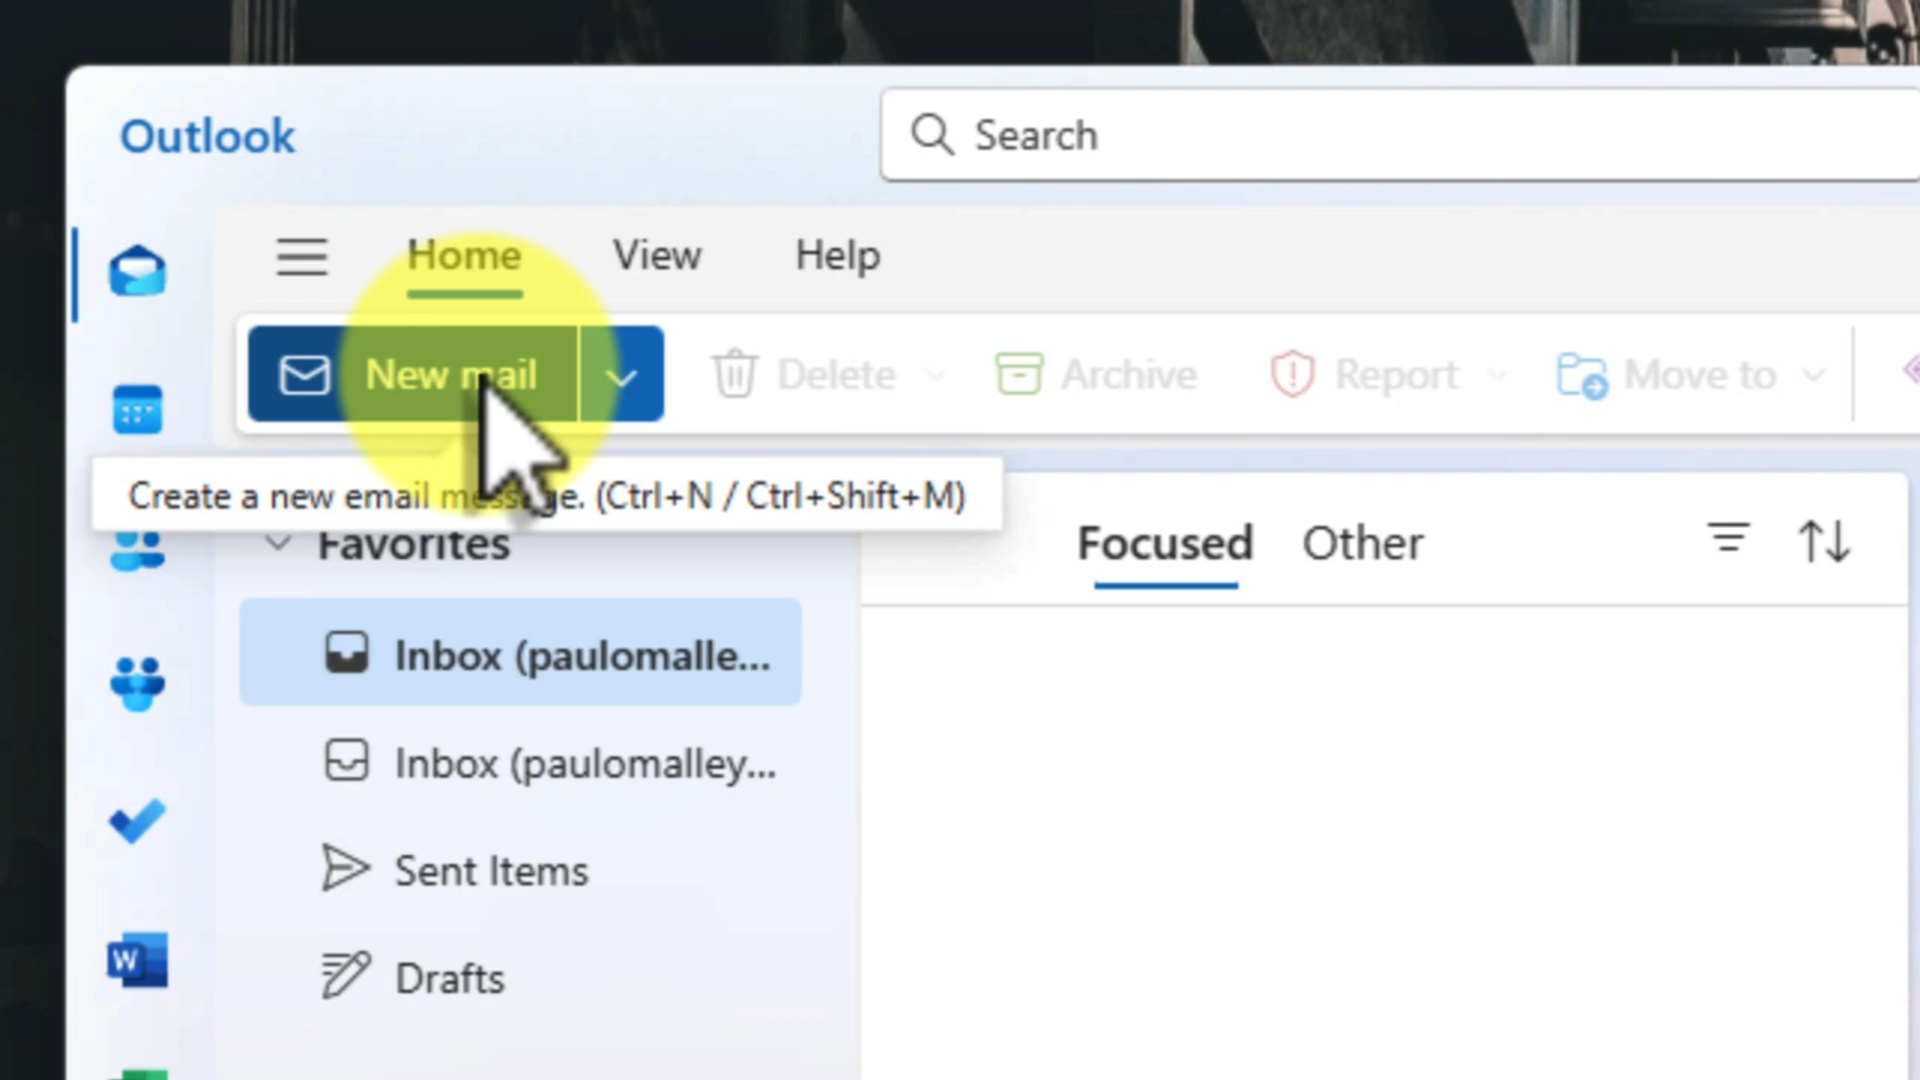 Outlook
Search
Home View Help
New mail Delete Archive Report Move to
Create a new email message. (Ctrl+N / Ctrl+Shift+M)
Favorites
Focused Other
Inbox (paulomalle...
Inbox (paulomalley...
Sent Items
W
Drafts